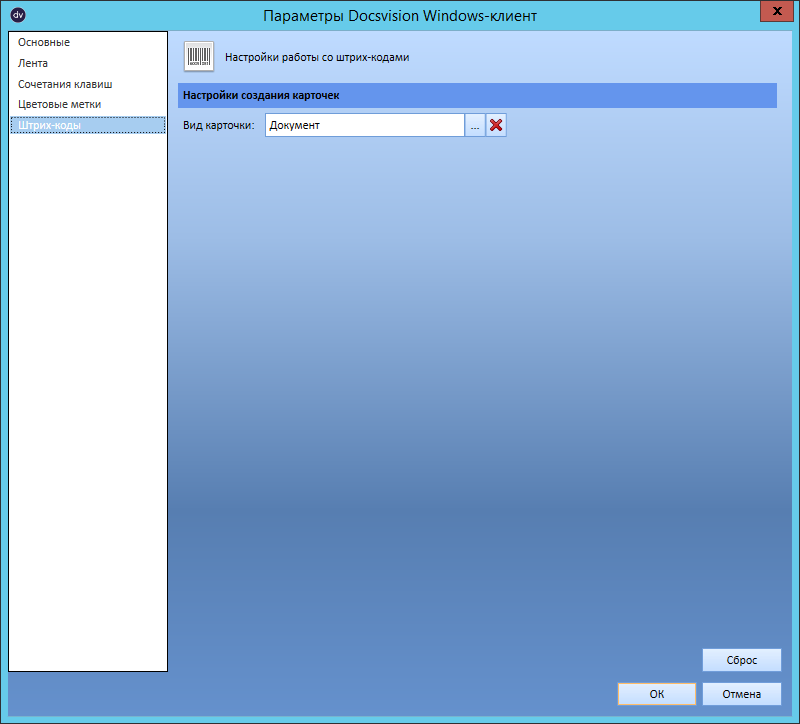 dv
Параметры Docsvision Windows-клиент
Основные
Лента
Сочетания клавиш
Цветовые метки
Штрих-коды
Настройки работы со штрих-кодами
Настройки создания карточек
Вид карточки: Документ ...
Сброс
ОК Отмена